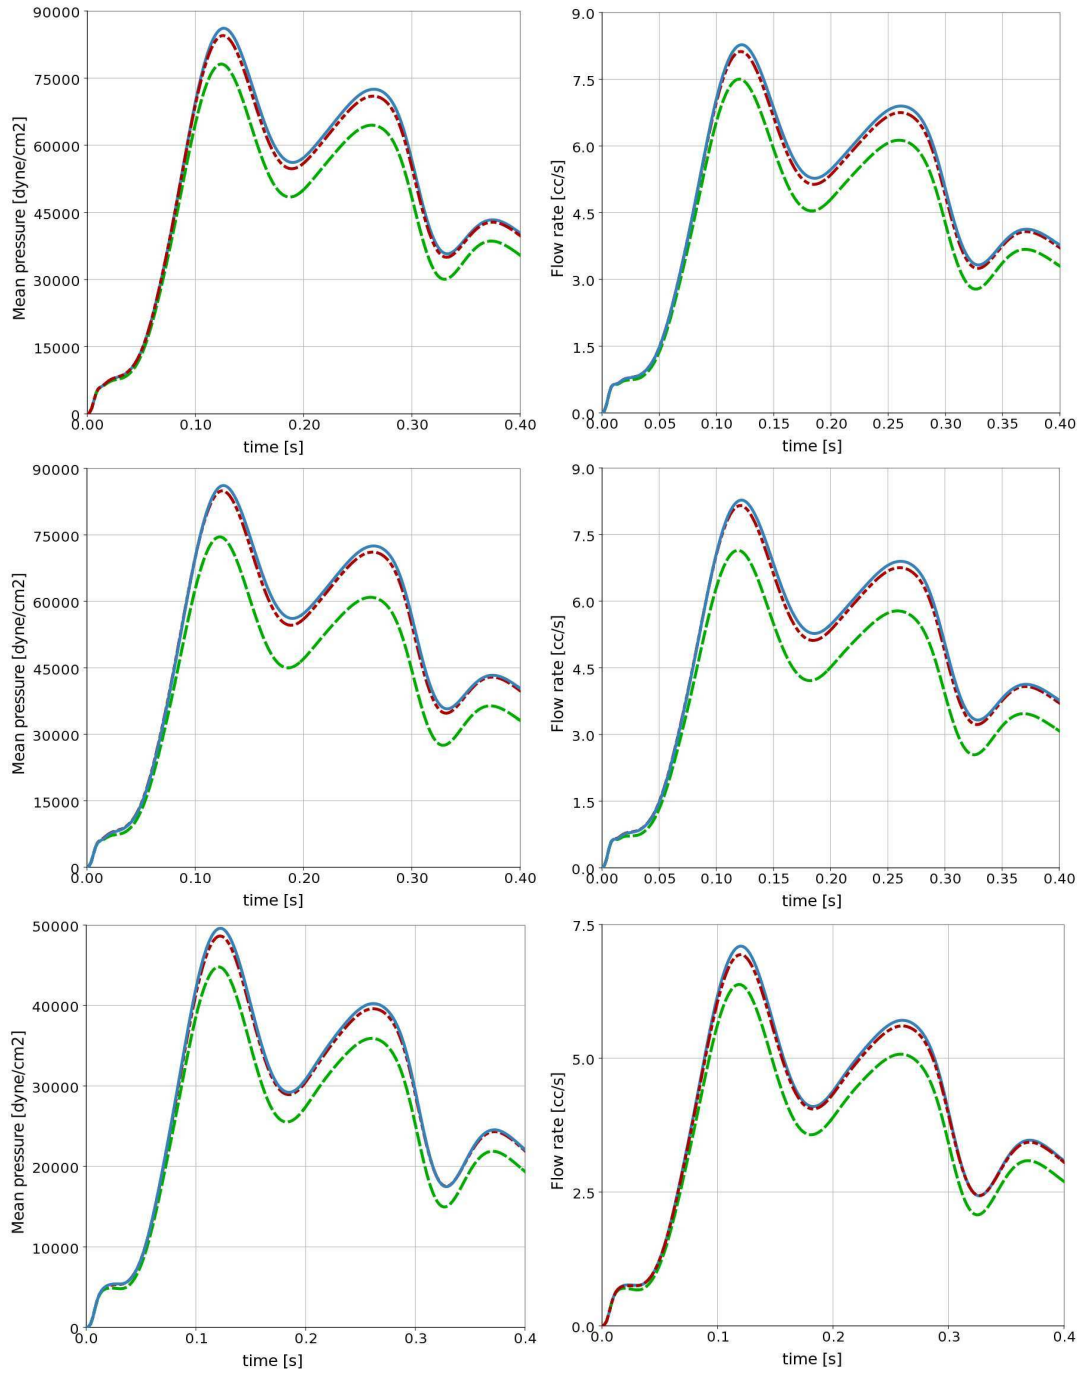 90000
75000
60000
45000
30000
15000
0
Mean pressure [dyne/cm2]
0.00 0.10 0.20 0.30 0.40
time [s]
9.0
7.5
6.0
4.5
3.0
1.5
0.0
Flow rate [cc/s]
0.00 0.05 0.10 0.15 0.20 0.25 0.30 0.35 0.40
time [s]
90000
75000
60000
45000
30000
15000
0
Mean pressure [dyne/cm2]
0.00 0.10 0.20 0.30 0.40
time [s]
9.0
7.5
6.0
4.5
3.0
1.5
0.0
Flow rate [cc/s]
0.00 0.05 0.10 0.15 0.20 0.25 0.30 0.35 0.40
time [s]
50000
40000
30000
20000
10000
0
Mean pressure [dyne/cm2]
0.0 0.1 0.2 0.3 0.4
time [s]
7.5
5.0
2.5
0.0
Flow rate [cc/s]
0.0 0.1 0.2 0.3 0.4
time [s]